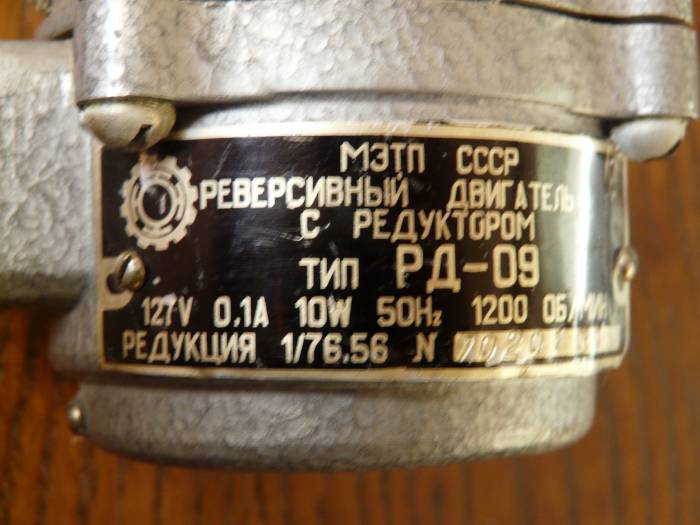 МЭТП СССР
РЕВЕРСИВНЫЙ ДВИГАТЕЛЬ
С РЕДУКТОРОМ
ТИП РД-09
127V 0,1A 10W 50Hz 1200 ОБ/МИН
РЕДУКЦИЯ 1/76,56 N